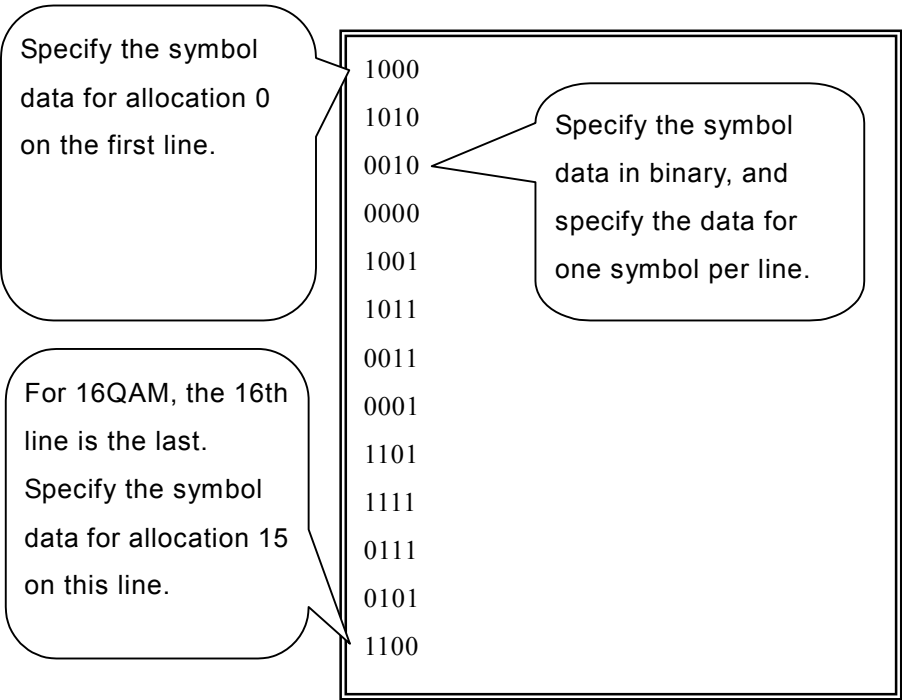 Specify the symbol
data for allocation 0
on the first line.
1000
1010
0010
0000
1001
1011
0011
0001
1101
1111
0111
0101
1100
Specify the symbol
data in binary, and
specify the data for
one symbol per line.
For 16QAM, the 16th
line is the last.
Specify the symbol
data for allocation 15
on this line.